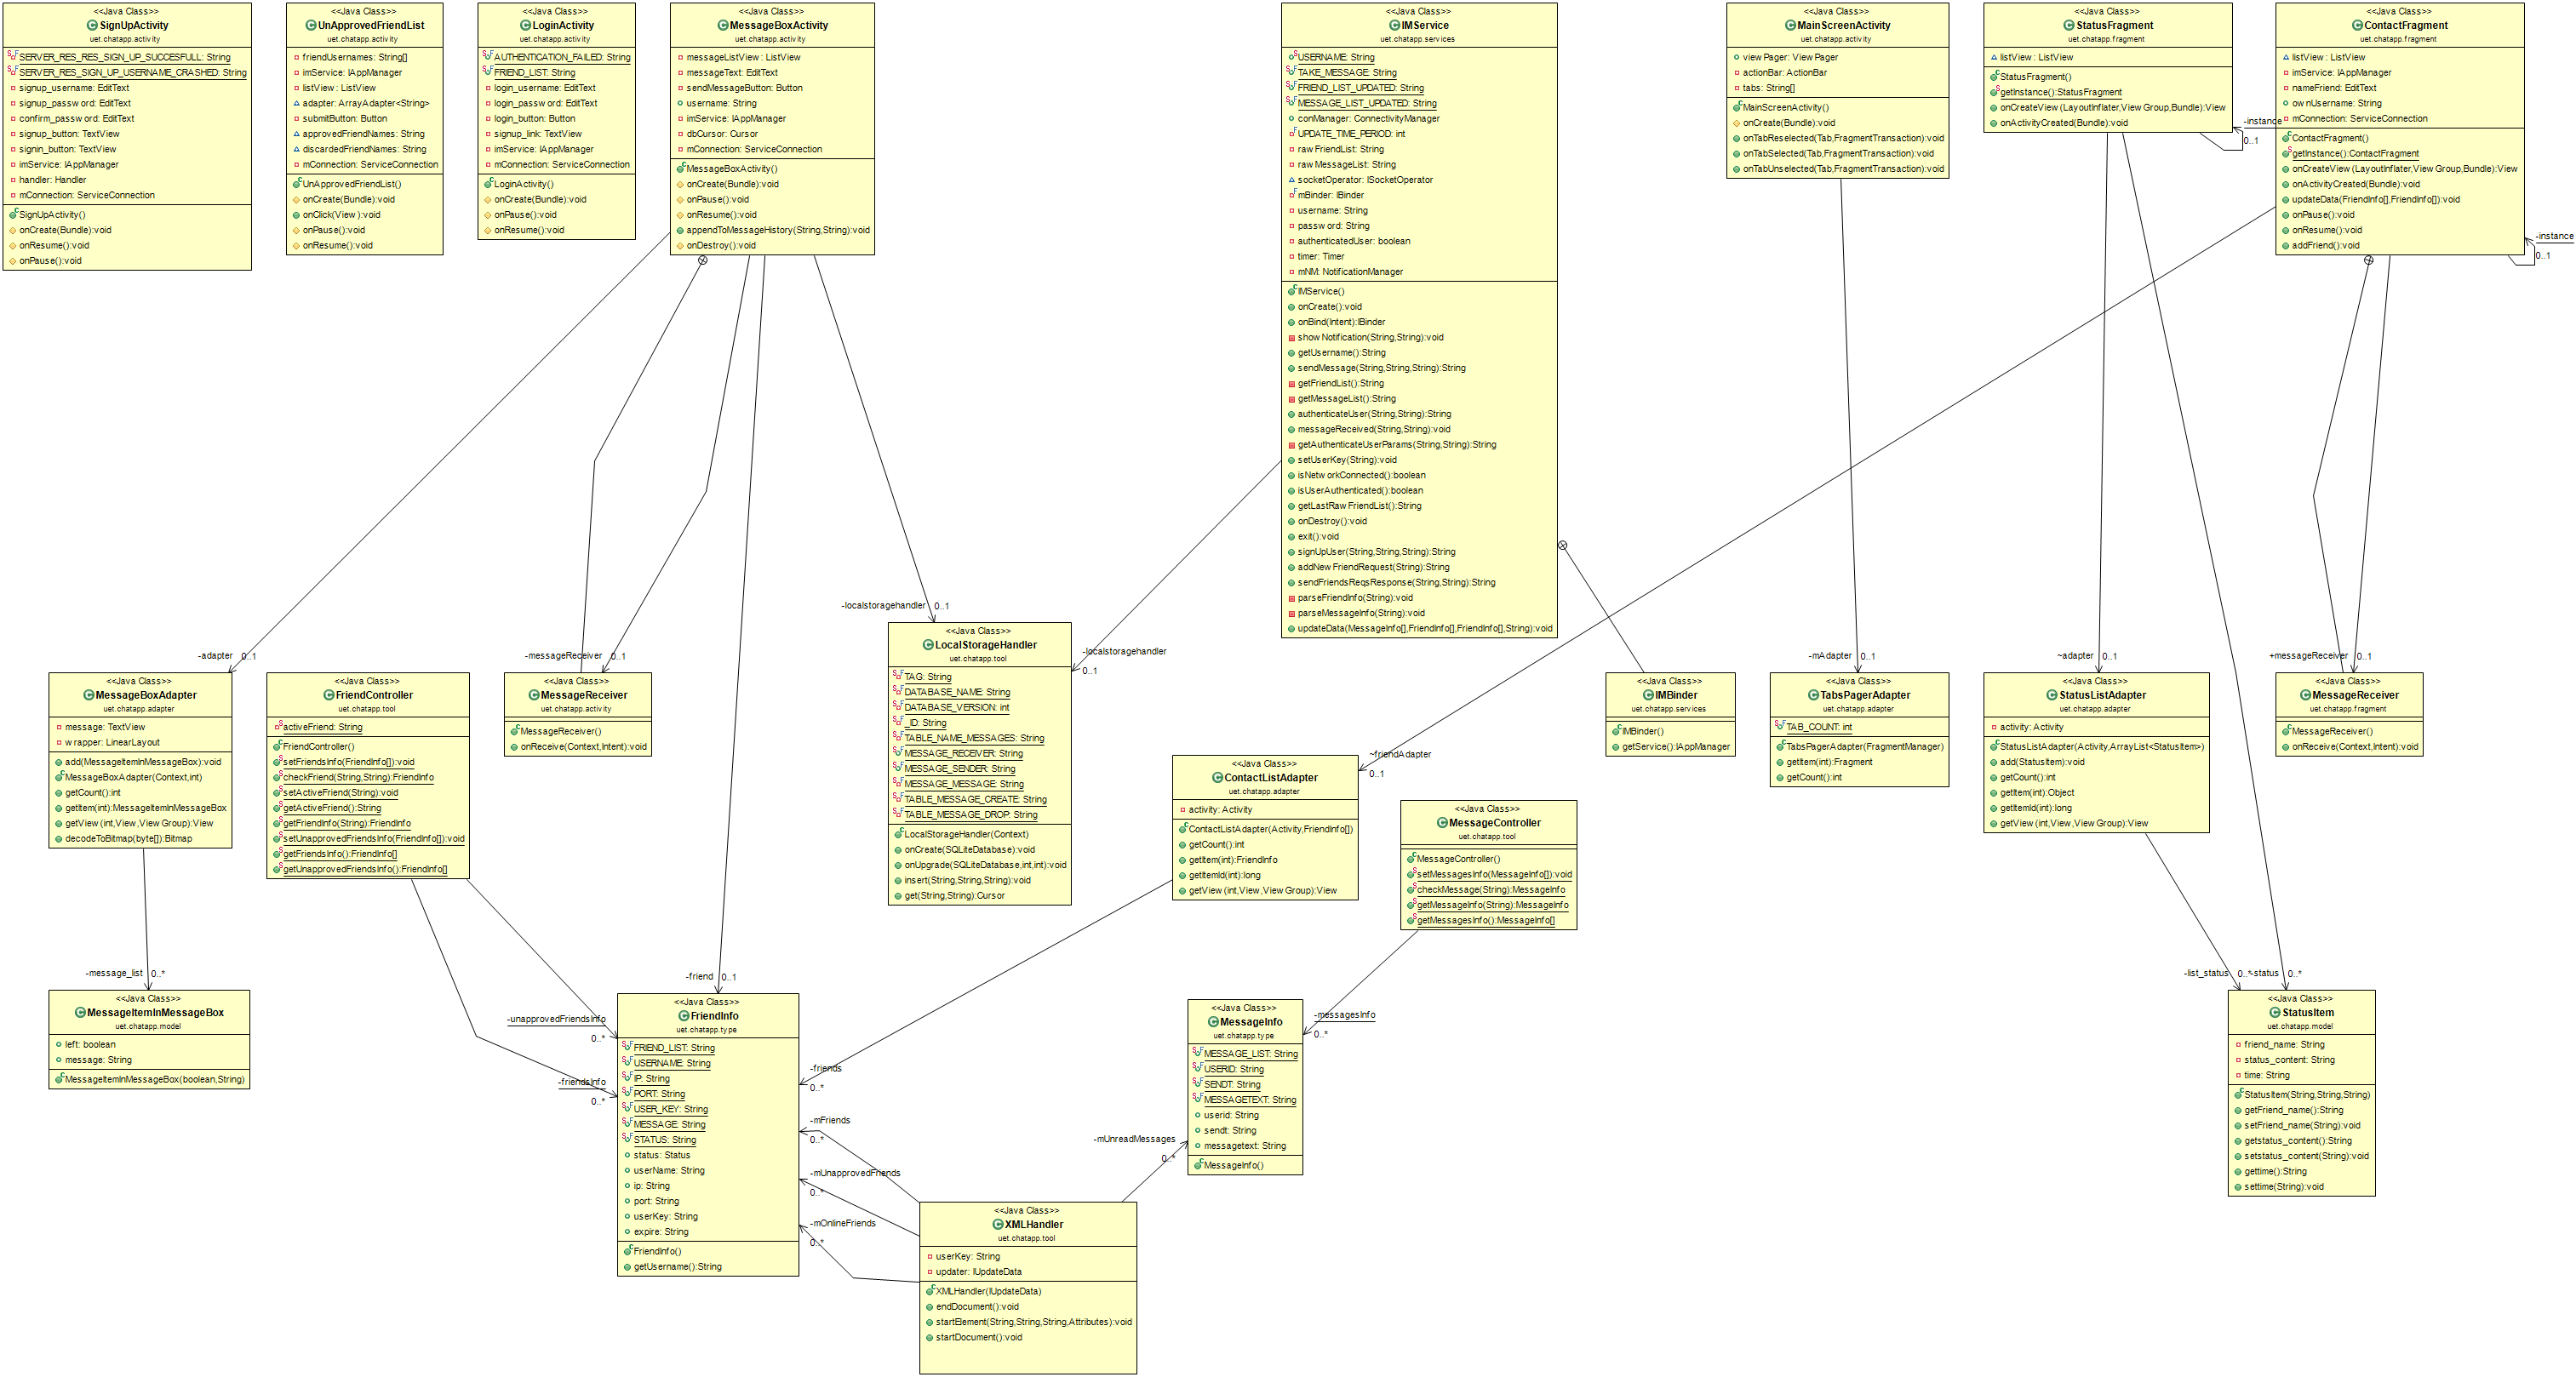 <<Java Class>>
SignUpActivity
uet.chatapp.activity
SERVER_RES_RES_SIGN_UP_SUCCESFULL: String
SERVER_RES_SIGN_UP_USERNAME_CRASHED: String
signup_username: EditText
signup_password: EditText
confirm_password: EditText
signup_button: TextView
signin_button: TextView
imService: IAppManager
handler: Handler
mConnection: ServiceConnection
SignUpActivity()
onCreate(Bundle):void
onResume():void
onPause():void
<<Java Class>>
UnApprovedFriendList
uet.chatapp.activity
friendUsernames: String[]
imService: IAppManager
listView: ListView
adapter: ArrayAdapter<String>
submitButton: Button
approvedFriendNames: String
discardedFriendNames: String
mConnection: ServiceConnection
UnApprovedFriendList()
onCreate(Bundle):void
onClick(View):void
onPause():void
onResume():void
<<Java Class>>
LoginActivity
uet.chatapp.activity
AUTHENTICATION_FAILED: String
FRIEND_LIST: String
login_username: EditText
login_password: EditText
login_button: Button
signup_link: TextView
imService: IAppManager
mConnection: ServiceConnection
LoginActivity()
onCreate(Bundle):void
onPause():void
onResume():void
<<Java Class>>
MessageBoxActivity
uet.chatapp.activity
messageListView: ListView
messageText: EditText
sendMessageButton: Button
username: String
imService: IAppManager
dbCursor: Cursor
mConnection: ServiceConnection
MessageBoxActivity()
onCreate(Bundle):void
onPause():void
onResume():void
appendToMessageHistory(String,String):void
onDestroy():void
<<Java Class>>
IMService
uet.chatapp.services
USERNAME: String
TAKE_MESSAGE: String
FRIEND_LIST_UPDATED: String
MESSAGE_LIST_UPDATED: String
conManager: ConnectivityManager
UPDATE_TIME_PERIOD: int
rawFriendList: String
rawMessageList: String
socketOperator: ISocketOperator
mBinder: IBinder
username: String
password: String
authenticatedUser: boolean
timer: Timer
mNM: NotificationManager
IMService()
onCreate():void
onBind(Intent):IBinder
showNotification(String,String):void
getUsername():String
sendMessage(String,String,String):String
getFriendList():String
getMessageList():String
authenticateUser(String,String):String
messageReceived(String,String):void
getAuthenticateUserParams(String,String):String
setUserKey(String):void
isNetworkConnected():boolean
isUserAuthenticated():boolean
getLastRawFriendList():String
onDestroy():void
exit():void
signUpUser(String,String,String):String
addNewFriendRequest(String):String
sendFriendsReqsResponse(String,String):String
parseFriendInfo(String):void
parseMessageInfo(String):void
updateData(MessageInfo[],FriendInfo[],FriendInfo[],String):void
<<Java Class>>
MainScreenActivity
uet.chatapp.activity
viewPager: ViewPager
actionBar: ActionBar
tabs: String[]
MainScreenActivity()
onCreate(Bundle):void
onTabReselected(Tab,FragmentTransaction):void
onTabSelected(Tab,FragmentTransaction):void
onTabUnselected(Tab,FragmentTransaction):void
<<Java Class>>
StatusFragment
uet.chatapp.fragment
listView: ListView
StatusFragment()
getInstance():StatusFragment
onCreateView(LayoutInflater,ViewGroup,Bundle):View
onActivityCreated(Bundle):void
-instance
0..1
<<Java Class>>
ContactFragment
uet.chatapp.fragment
listView: ListView
imService: IAppManager
nameFriend: EditText
ownUsername: String
mConnection: ServiceConnection
ContactFragment()
getInstance():ContactFragment
onCreateView(LayoutInflater,ViewGroup,Bundle):View
onActivityCreated(Bundle):void
updateData(FriendInfo[],FriendInfo[]):void
onPause():void
onResume():void
addFriend():void
-instance
0..1
-adapter 0..1
<<Java Class>>
MessageBoxAdapter
uet.chatapp.adapter
message: TextView
wrapper: LinearLayout
add(MessageItemInMessageBox):void
MessageBoxAdapter(Context,int)
getCount():int
getItem(int):MessageItemInMessageBox
getView(int,View,ViewGroup):View
decodeToBitmap(byte[]):Bitmap
<<Java Class>>
FriendController
uet.chatapp.tool
activeFriend: String
FriendController()
setFriendsInfo(FriendInfo[]):void
checkFriend(String,String):FriendInfo
setActiveFriend(String):void
getActiveFriend():String
getFriendInfo(String):FriendInfo
setUnapprovedFriendsInfo(FriendInfo[]):void
getFriendsInfo():FriendInfo[]
getUnapprovedFriendsInfo():FriendInfo[]
-messageReceiver 0..1
<<Java Class>>
MessageReceiver
uet.chatapp.activity
MessageReceiver()
onReceive(Context,Intent):void
-localstoragehandler 0..1
<<Java Class>>
LocalStorageHandler
uet.chatapp.tool
TAG: String
DATABASE_NAME: String
DATABASE_VERSION: int
_ID: String
TABLE_NAME_MESSAGES: String
MESSAGE_RECEIVER: String
MESSAGE_SENDER: String
MESSAGE_MESSAGE: String
TABLE_MESSAGE_CREATE: String
TABLE_MESSAGE_DROP: String
LocalStorageHandler(Context)
onCreate(SQLiteDatabase):void
onUpgrade(SQLiteDatabase,int,int):void
insert(String,String,String):void
get(String,String):Cursor
-localstoragehandler
0..1
~friendAdapter
0..1
<<Java Class>>
ContactListAdapter
uet.chatapp.adapter
activity: Activity
ContactListAdapter(Activity,FriendInfo[])
getCount():int
getItem(int):FriendInfo
getItemId(int):long
getView(int,View,ViewGroup):View
<<Java Class>>
MessageController
uet.chatapp.tool
MessageController()
setMessagesInfo(MessageInfo[]):void
checkMessage(String):MessageInfo
getMessageInfo(String):MessageInfo
getMessagesInfo():MessageInfo[]
<<Java Class>>
IMBinder
uet.chatapp.services
IMBinder()
getService():IAppManager
-mAdapter 0..1
<<Java Class>>
TabsPagerAdapter
uet.chatapp.adapter
TAB_COUNT: int
TabsPagerAdapter(FragmentManager)
getItem(int):Fragment
getCount():int
~adapter 0..1
<<Java Class>>
StatusListAdapter
uet.chatapp.adapter
activity: Activity
StatusListAdapter(Activity,ArrayList<StatusItem>)
add(StatusItem):void
getCount():int
getItem(int):Object
getItemId(int):long
getView(int,View,ViewGroup):View
+messageReceiver 0..1
<<Java Class>>
MessageReceiver
uet.chatapp.fragment
MessageReceiver()
onReceive(Context,Intent):void
-message_list 0..*
<<Java Class>>
MessageItemInMessageBox
uet.chatapp.model
left: boolean
message: String
MessageItemInMessageBox(boolean,String)
-unapprovedFriendsInfo
0..*
-friendsInfo
0..*
-friend 0..1
<<Java Class>>
FriendInfo
uet.chatapp.type
FRIEND_LIST: String
USERNAME: String
IP: String
PORT: String
USER_KEY: String
MESSAGE: String
STATUS: String
status: Status
userName: String
ip: String
port: String
userKey: String
expire: String
FriendInfo()
getUsername():String
-friends
0..*
-mFriends
0..*
-mUnapprovedFriends
0..*
-mOnlineFriends
0..*
<<Java Class>>
XMLHandler
uet.chatapp.tool
userKey: String
updater: IUpdateData
XMLHandler(IUpdateData)
endDocument():void
startElement(String,String,String,Attributes):void
startDocument():void
-mUnreadMessages
0..*
-messagesInfo
0..*
<<Java Class>>
MessageInfo
uet.chatapp.type
MESSAGE_LIST: String
USERID: String
SENDT: String
MESSAGETEXT: String
userid: String
sendt: String
messagetext: String
MessageInfo()
-list_status 0..*
-status 0..*
<<Java Class>>
StatusItem
uet.chatapp.model
friend_name: String
status_content: String
time: String
StatusItem(String,String,String)
getFriend_name():String
setFriend_name(String):void
getstatus_content():String
setstatus_content(String):void
gettime():String
settime(String):void